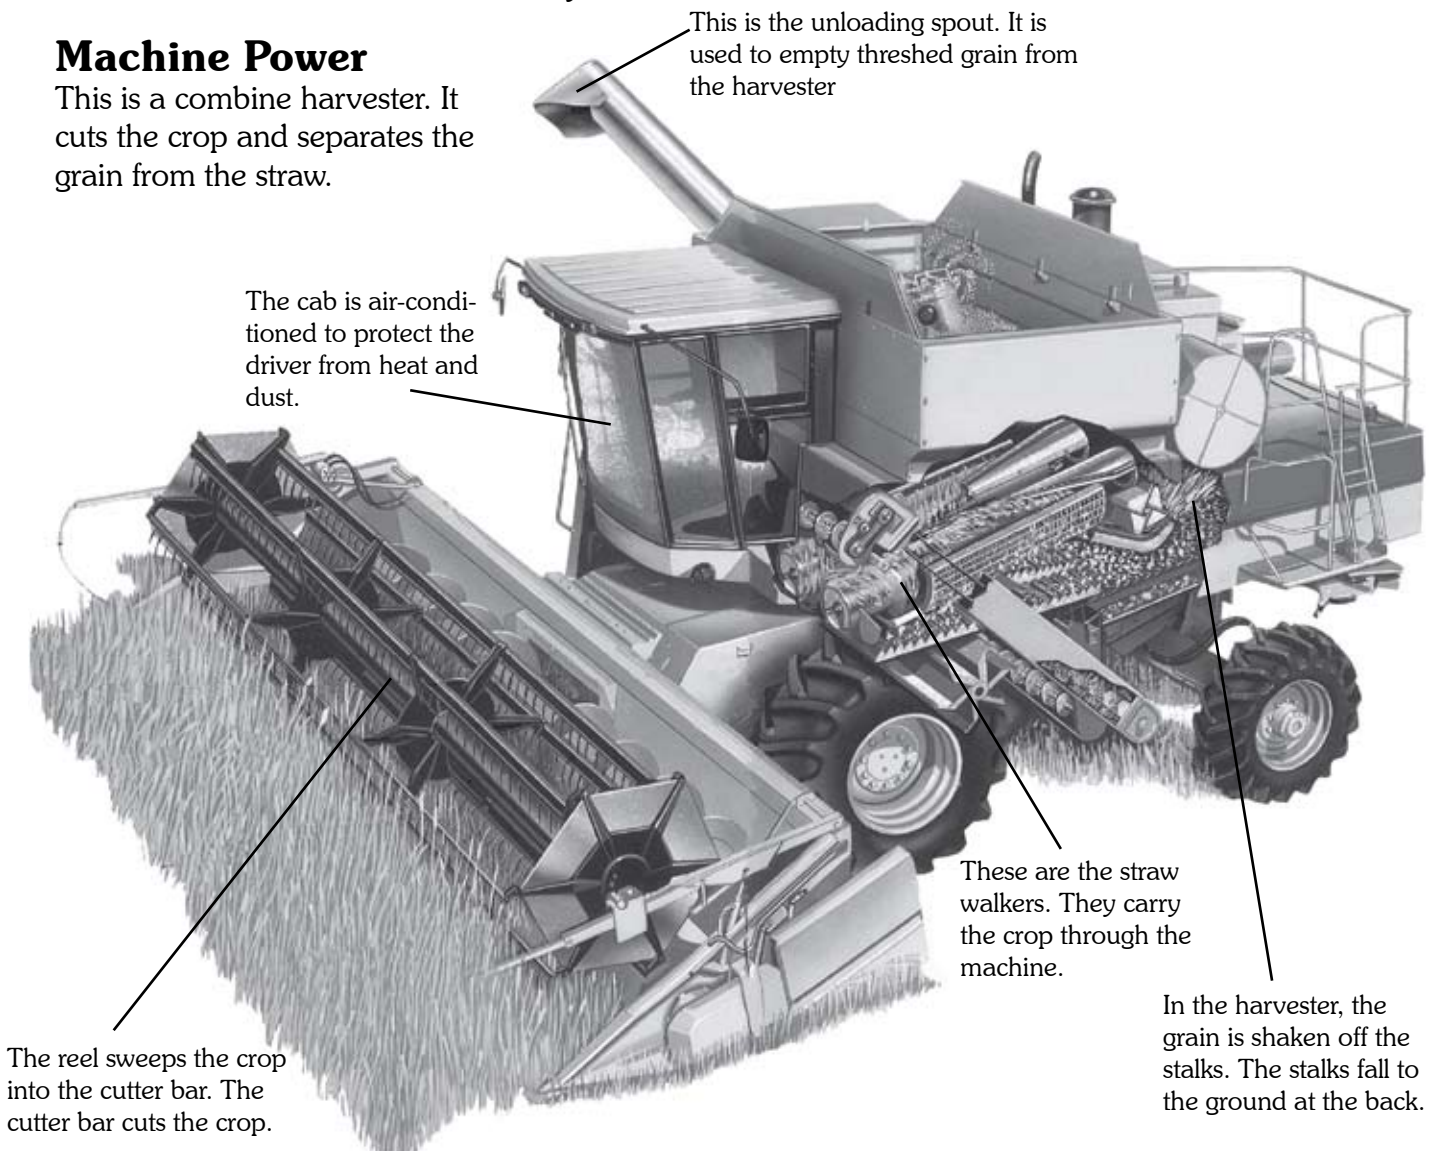 Machine Power
This is a combine harvester. It
cuts the crop and separates the
grain from the straw.
This is the unloading spout. It is
used to empty threshed grain from
the harvester
The cab is air-condi-
tioned to protect the
driver from heat and
dust.
These are the straw
walkers. They carry
the crop through the
machine.
In the harvester, the
grain is shaken off the
stalks. The stalks fall to
the ground at the back.
The reel sweeps the crop
into the cutter bar. The
cutter bar cuts the crop.